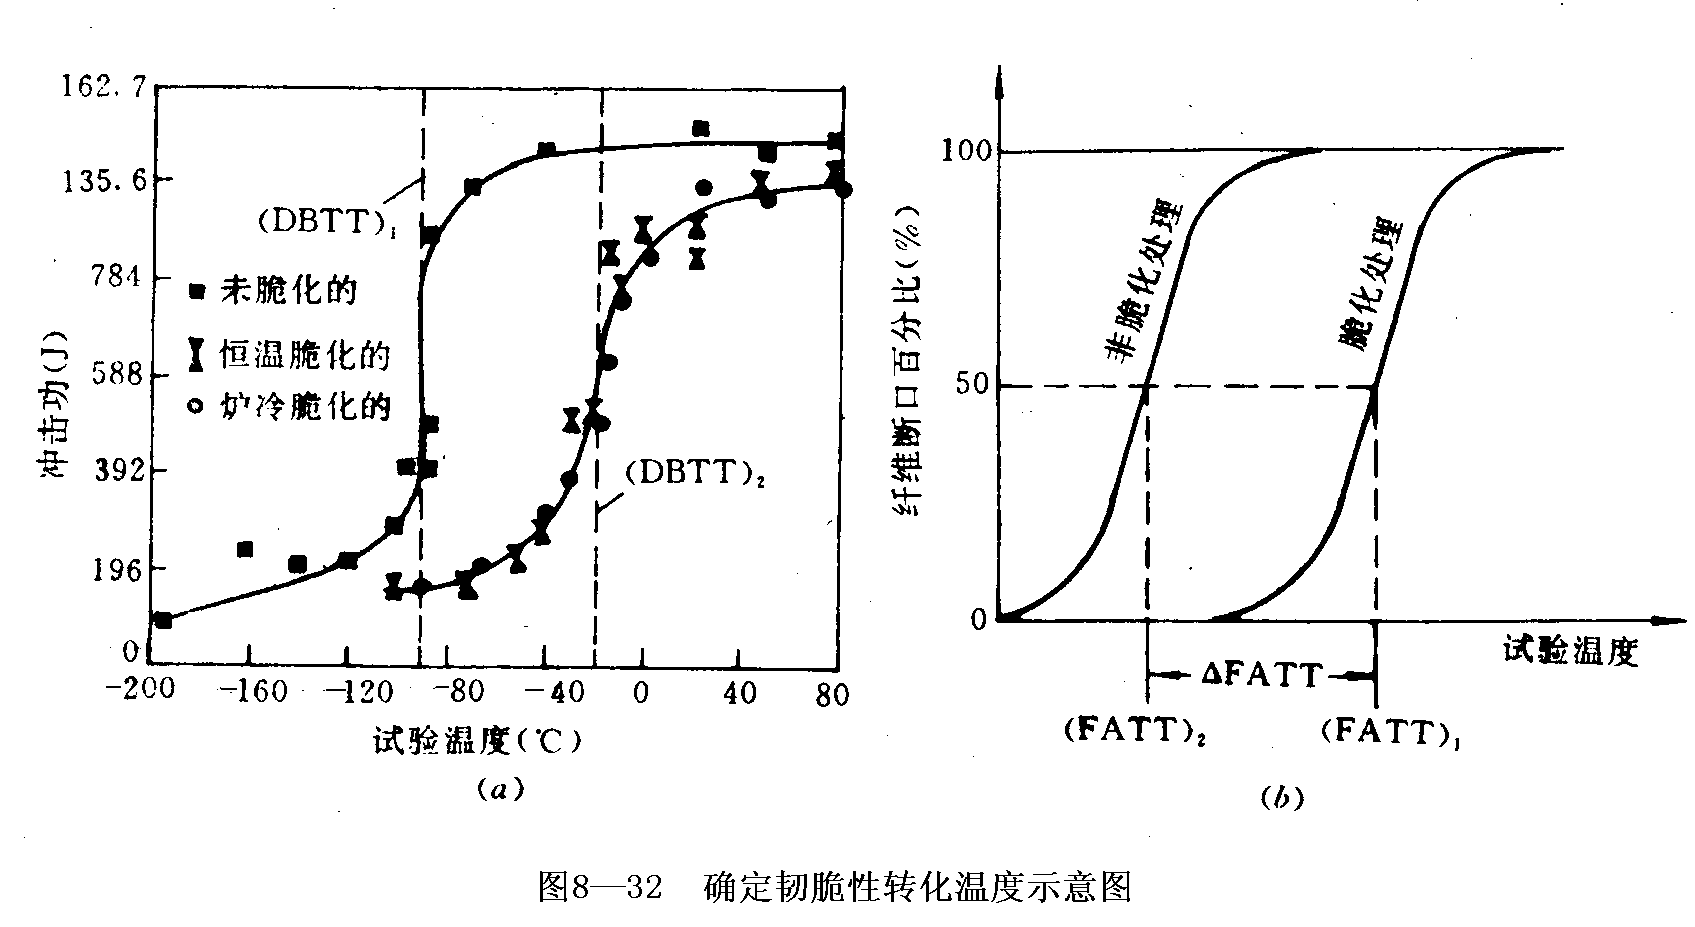 162.7
135.6
784
588
392
196
0
冲击功(J)
(DBTT)₁
■ 未脆化的
恒温脆化的
● 炉冷脆化的
(DBTT)₂
-200 -160 -120 -80 -40 0 40 80
试验温度(℃)
(a)
100
50
0
纤维断口百分比(%)
非脆化处理
脆化处理
试验温度
ΔFATT
(FATT)₂ (FATT)₁
(b)
图8—32 确定韧脆性转化温度示意图